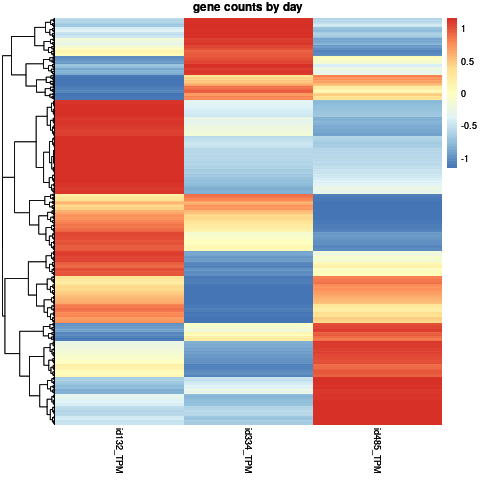 gene counts by day
1
0.5
0
-0.5
-1
id132_TPM
id334_TPM
id485_TPM